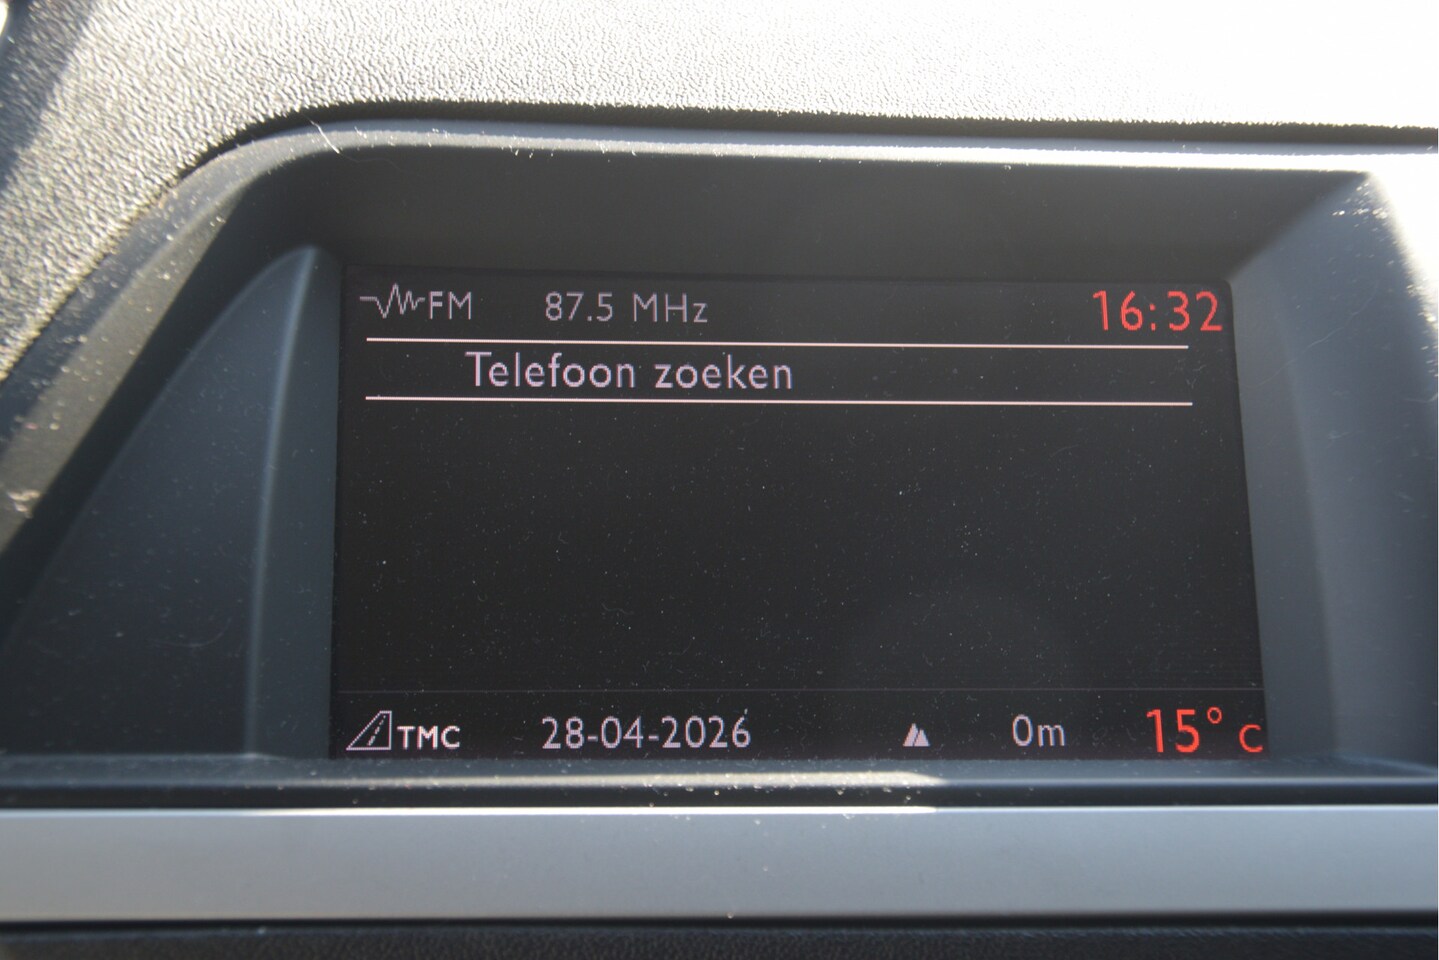 FM 87.5 MHz 16:32
Telefoon zoeken
TMC 28-04-2026 0m 15° C